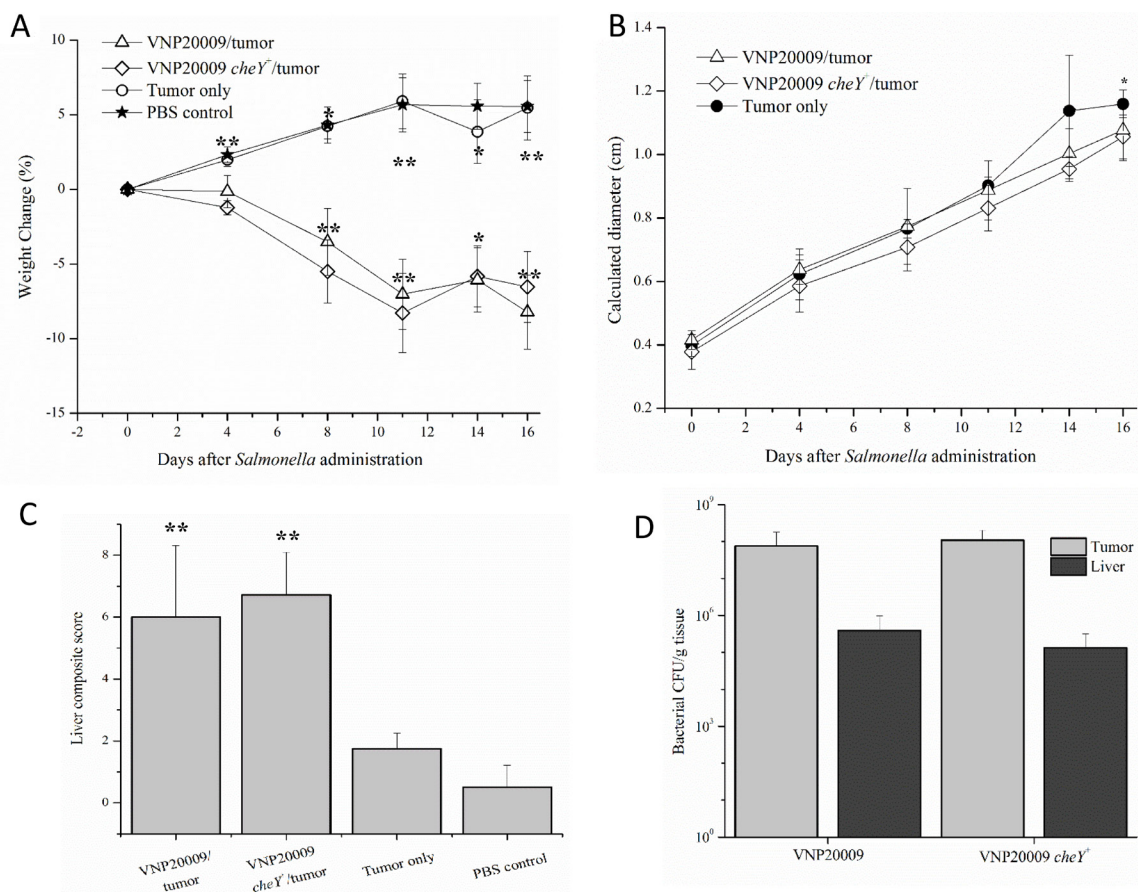 A
VNP20009/tumor
VNP20009 cheY⁺/tumor
Tumor only
PBS control
Weight Change (%)
10
5
0
-5
-10
-15
**
*
**
*
**
**
**
*
**
-2
0
2
4
6
8
10
12
14
16
Days after Salmonella administration
B
VNP20009/tumor
VNP20009 cheY⁺/tumor
Tumor only
Calculated diameter (cm)
1.4
1.2
1.0
0.8
0.6
0.4
0.2
*
0
2
4
6
8
10
12
14
16
Days after Salmonella administration
C
Liver composite score
8
6
4
2
0
**
**
VNP20009/
tumor
VNP20009
cheY⁺/tumor
Tumor only
PBS control
D
Bacterial CFU/g tissue
10⁹
10⁶
10³
10⁰
Tumor
Liver
VNP20009
VNP20009 cheY⁺